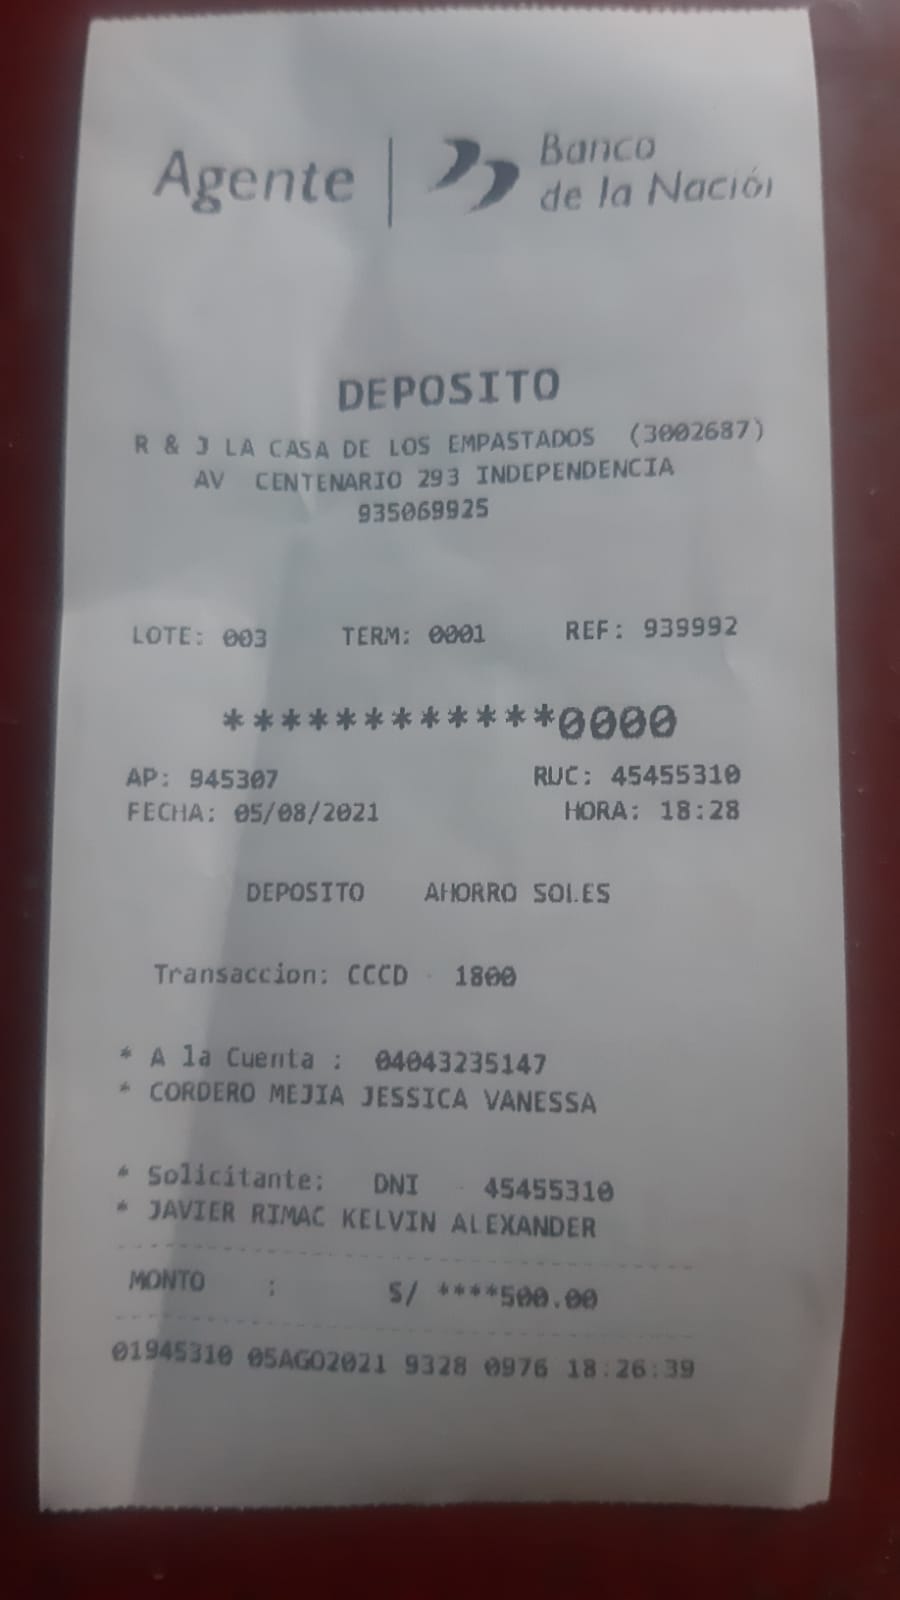 Agente | Banco
de la Nación
DEPOSITO
R & J LA CASA DE LOS EMPASTADOS (3002687)
AV CENTENARIO 293 INDEPENDENCIA
935069925
LOTE: 003 TERM: 0001 REF: 939992
************0000
AP: 945307 RUC: 45455310
FECHA: 05/08/2021 HORA: 18:28
DEPOSITO AHORRO SOLES
Transaccion: CCCD - 1800
* A la Cuenta : 04043235147
* CORDERO MEJIA JESSICA VANESSA
* Solicitante: DNI - 45455310
* JAVIER RIMAC KELVIN ALEXANDER
MONTO : S/ ****500.00
01945310 05AGO2021 9328 0976 18:26:39